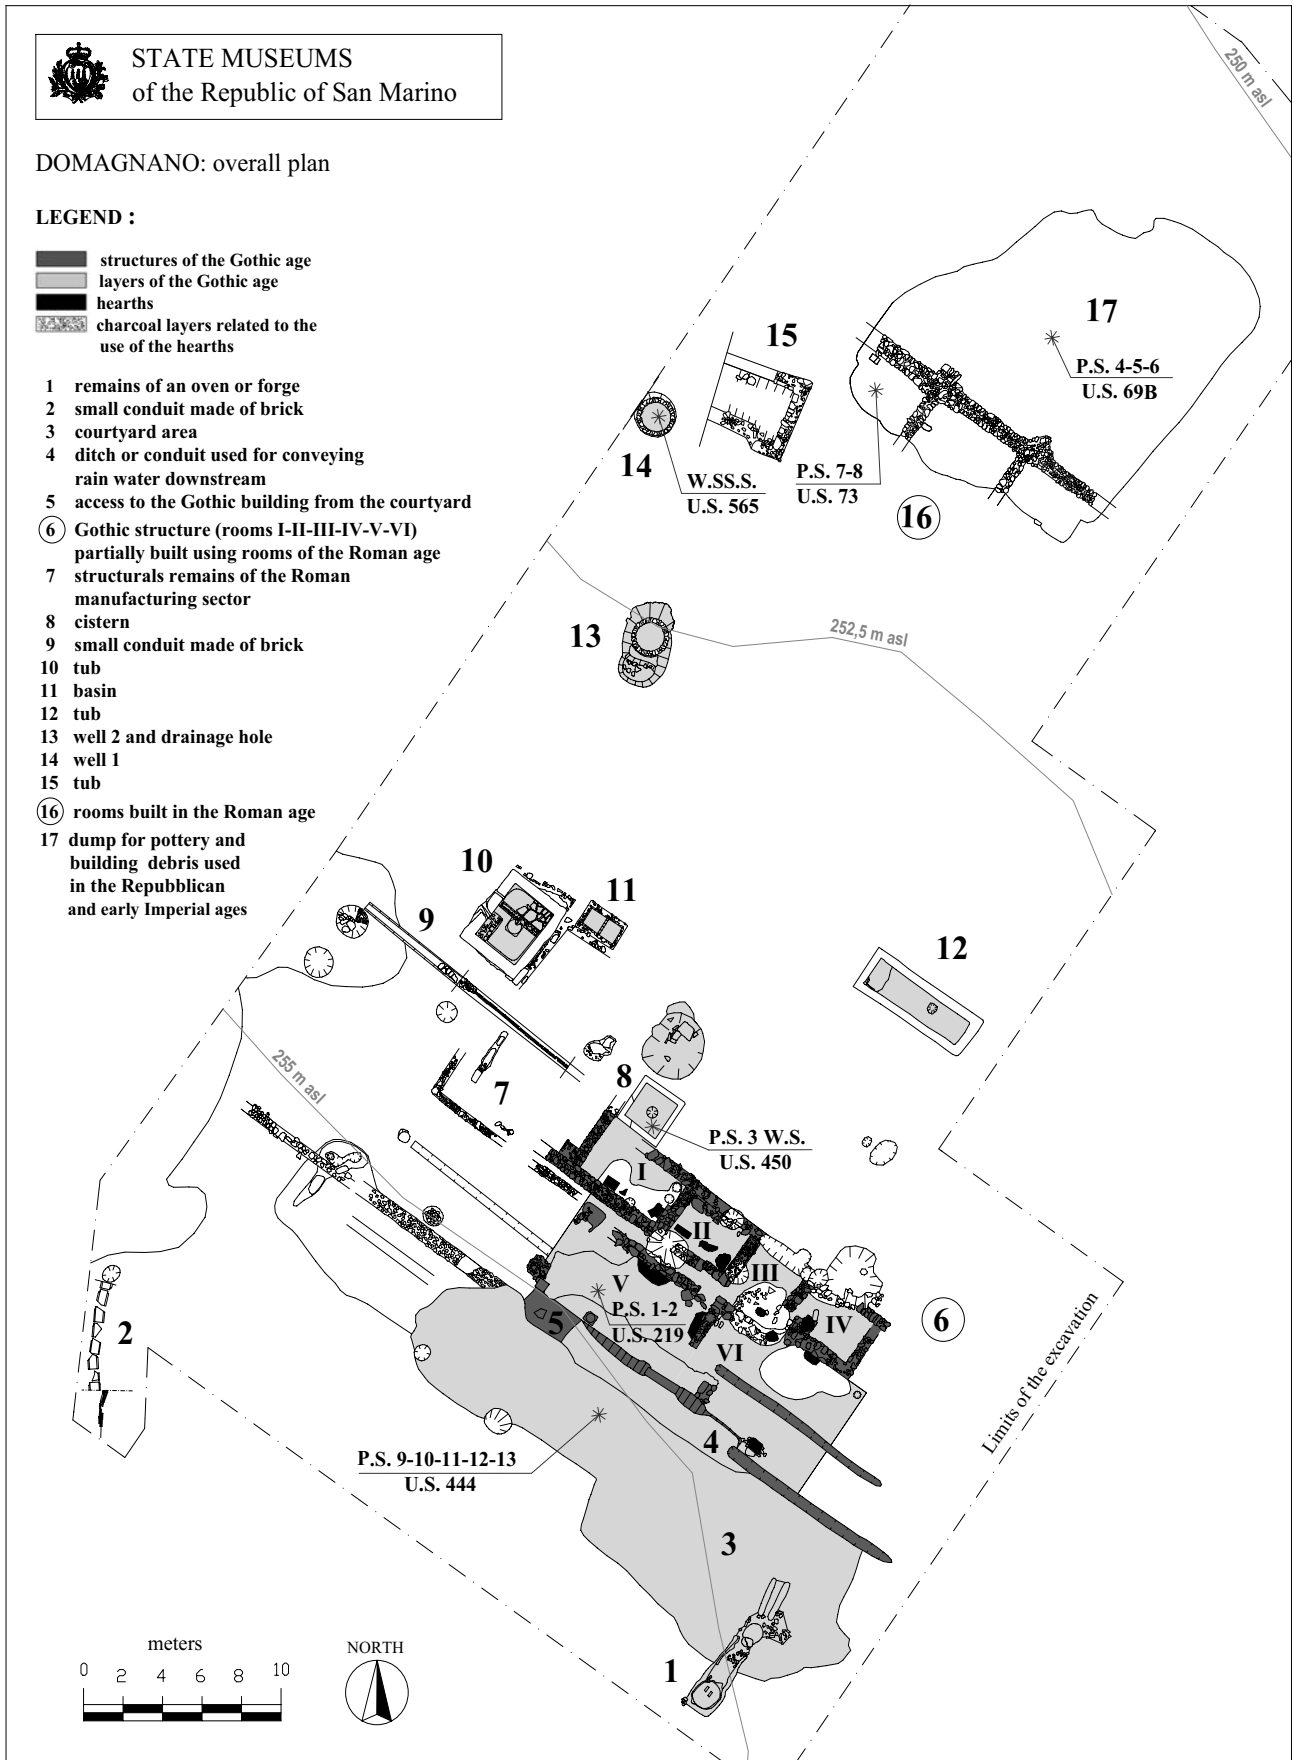 STATE MUSEUMS
of the Republic of San Marino
DOMAGNANO: overall plan
LEGEND :
structures of the Gothic age
layers of the Gothic age
hearths
charcoal layers related to the
use of the hearths
1 remains of an oven or forge
2 small conduit made of brick
3 courtyard area
4 ditch or conduit used for conveying
rain water downstream
5 access to the Gothic building from the courtyard
6 Gothic structure (rooms I-II-III-IV-V-VI)
partially built using rooms of the Roman age
7 structurals remains of the Roman
manufacturing sector
8 cistern
9 small conduit made of brick
10 tub
11 basin
12 tub
13 well 2 and drainage hole
14 well 1
15 tub
16 rooms built in the Roman age
17 dump for pottery and
building debris used
in the Repubblican
and early Imperial ages
250 m asl
17
P.S. 4-5-6
U.S. 69B
15
14
W.SS.S.
U.S. 565
P.S. 7-8
U.S. 73
16
13
252,5 m asl
10
11
9
12
255 m asl
7
8
P.S. 3 W.S.
U.S. 450
I
II
III
IV
V
P.S. 1-2
U.S. 219
VI
5
6
2
Limits of the excavation
4
P.S. 9-10-11-12-13
U.S. 444
3
1
meters
0 2 4 6 8 10
NORTH